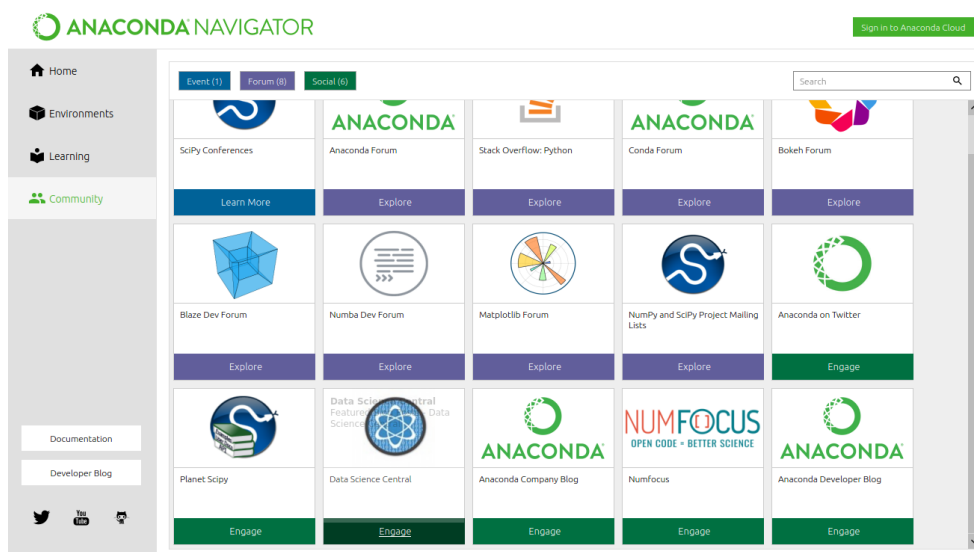 ANACONDA NAVIGATOR
Sign in to Anaconda Cloud
Home
Environments
Learning
Community
Documentation
Developer Blog
You
Tube
Event (1)
Forum (8)
Social (6)
Search
SciPy Conferences
Learn More
ANACONDA
Anaconda Forum
Explore
Stack Overflow: Python
Explore
ANACONDA
Conda Forum
Explore
Bokeh Forum
Explore
Blaze Dev Forum
Explore
Numba Dev Forum
Explore
Matplotlib Forum
Explore
NumPy and SciPy Project Mailing
Lists
Explore
Anaconda on Twitter
Engage
Planet Scipy
Engage
Data Science Central
Data Science Central
Engage
ANACONDA
Anaconda Company Blog
Engage
NUMFOCUS
OPEN CODE = BETTER SCIENCE
Numfocus
Engage
ANACONDA
Anaconda Developer Blog
Engage